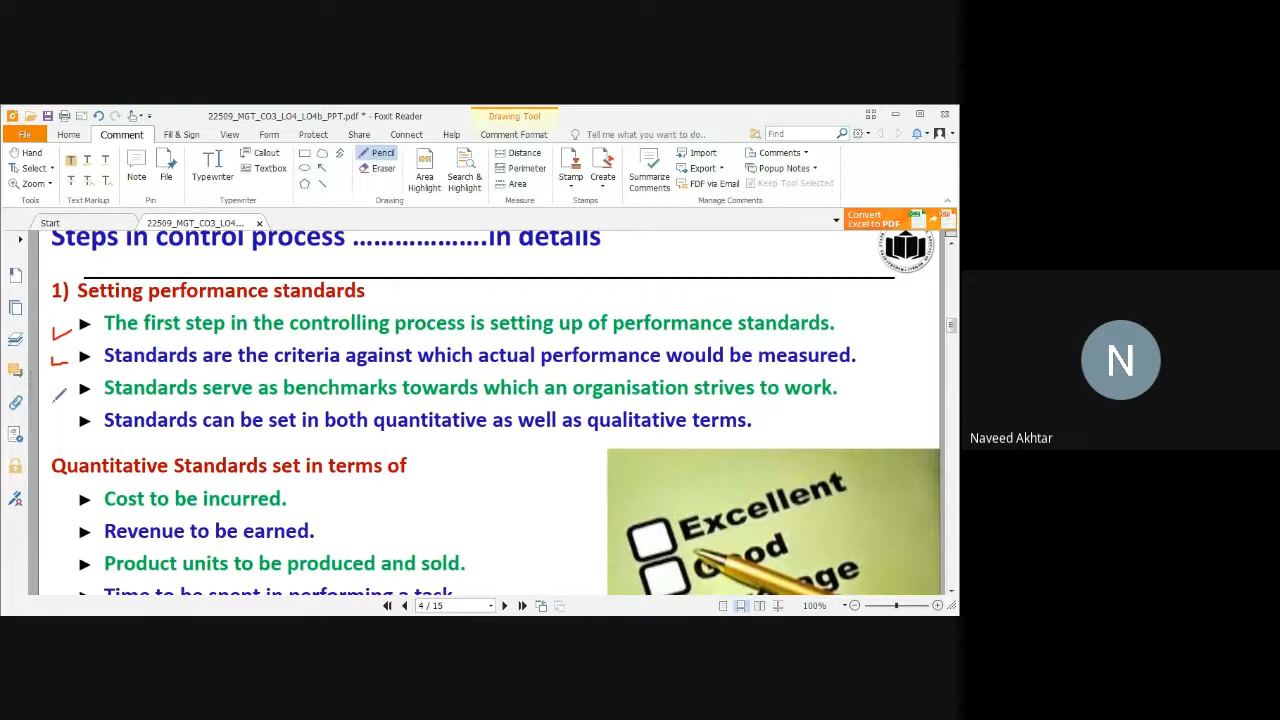 22509_MGT_CO3_LO4_LO4b_PPT.pdf * - Foxit Reader
Drawing Tool
File Home Comment Fill & Sign View Form Protect Share Connect Help Comment Format Tell me what you want to do.. Find
Hand
Select
Zoom
Tools
Text Markup
Note
File
Pin
Typewriter
Callout
Textbox
Typewriter
Pencil
Eraser
Drawing
Area Highlight
Search & Highlight
Distance
Perimeter
Area
Measure
Stamp
Create
Stamps
Summarize Comments
Import
Export
FDF via Email
Comments
Popup Notes
Keep Tool Selected
Manage Comments
Start
22509_MGT_CO3_LO4...
Convert
Excel to PDF
Steps in control process ………………..in details
1) Setting performance standards
► The first step in the controlling process is setting up of performance standards.
► Standards are the criteria against which actual performance would be measured.
► Standards serve as benchmarks towards which an organisation strives to work.
► Standards can be set in both quantitative as well as qualitative terms.
Quantitative Standards set in terms of
► Cost to be incurred.
► Revenue to be earned.
► Product units to be produced and sold.
Time to be spent in performing a task
Excellent
4 / 15
100%
N
Naveed Akhtar